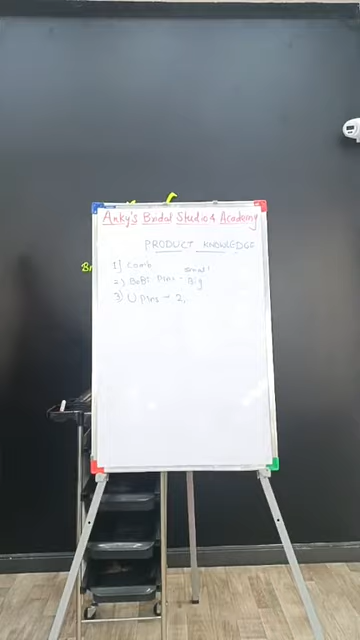 Anky's Bridal Studio & Academy
PRODUCT KNOWLEDGE
1] Comb
small
2) BoBi Pins - Big
3) U Pins - 2,